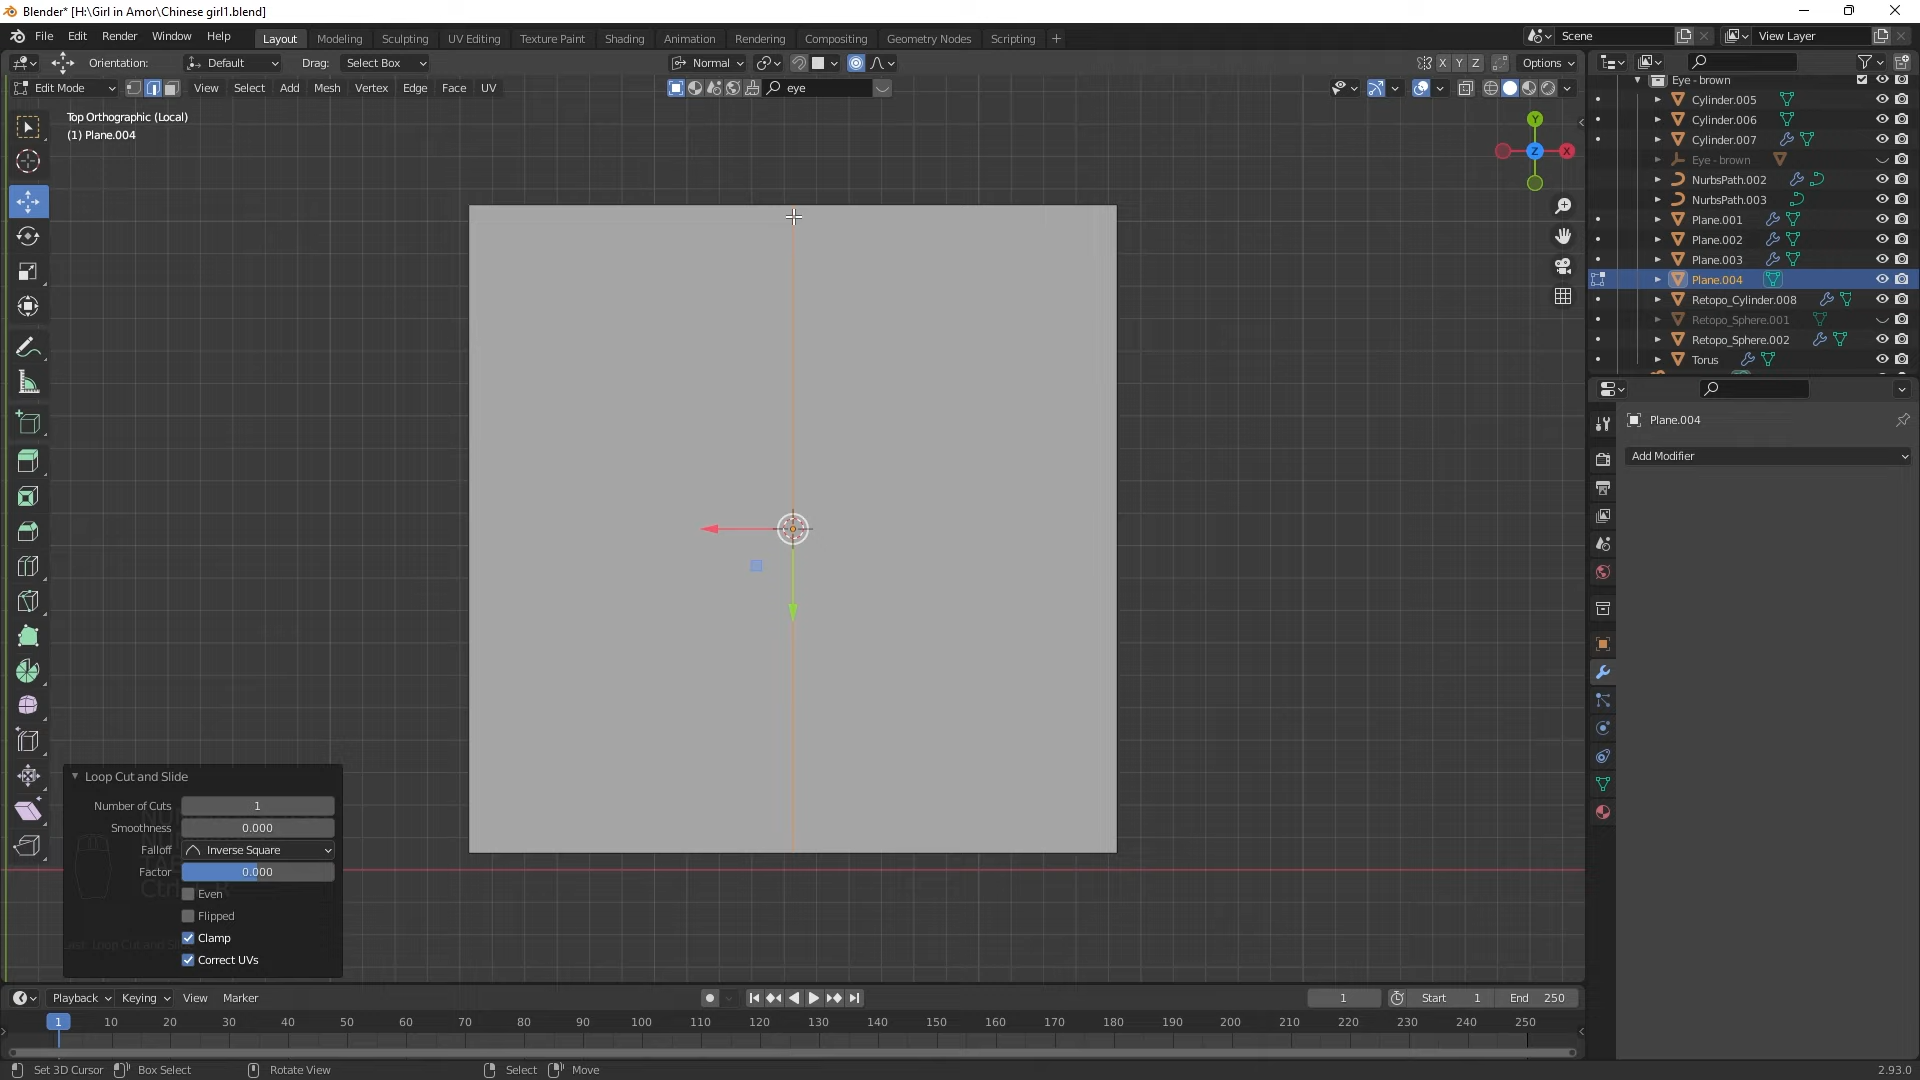 Blender* [H:\Girl in Amor\Chinese girl1.blend]
File Edit Render Window Help
Layout Modeling Sculpting UV Editing Texture Paint Shading Animation Rendering Compositing Geometry Nodes Scripting +
Scene
View Layer
Orientation: Default Drag: Select Box
Normal
X Y Z Options
Edit Mode View Select Add Mesh Vertex Edge Face UV
eye
Top Orthographic (Local)
(1) Plane.004
Y
X
Z
Eye - brown
Cylinder.005
Cylinder.006
Cylinder.007
Eye - brown
NurbsPath.002
NurbsPath.003
Plane.001
Plane.002
Plane.003
Plane.004
Retopo_Cylinder.008
Retopo_Sphere.001
Retopo_Sphere.002
Torus
Plane.004
Add Modifier
Loop Cut and Slide
Number of Cuts 1
Smoothness 0.000
Falloff Inverse Square
Factor 0.000
Even
Flipped
Clamp
Correct UVs
Playback Keying View Marker
1 Start 1 End 250
1 10 20 30 40 50 60 70 80 90 100 110 120 130 140 150 160 170 180 190 200 210 220 230 240 250
Set 3D Cursor Box Select Rotate View Select Move
2.93.0